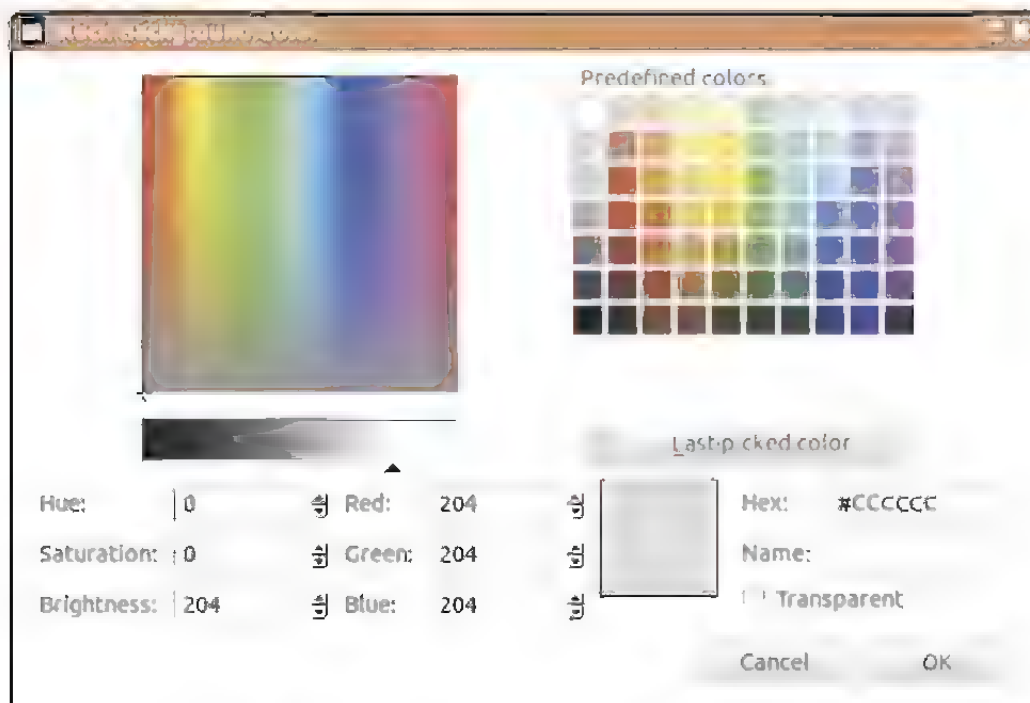 Predefined colors
Last picked color
Hue: 0
Red: 204
Hex: #CCCCCC
Saturation: 0
Green: 204
Name:
Brightness: 204
Blue: 204
Transparent
Cancel
OK